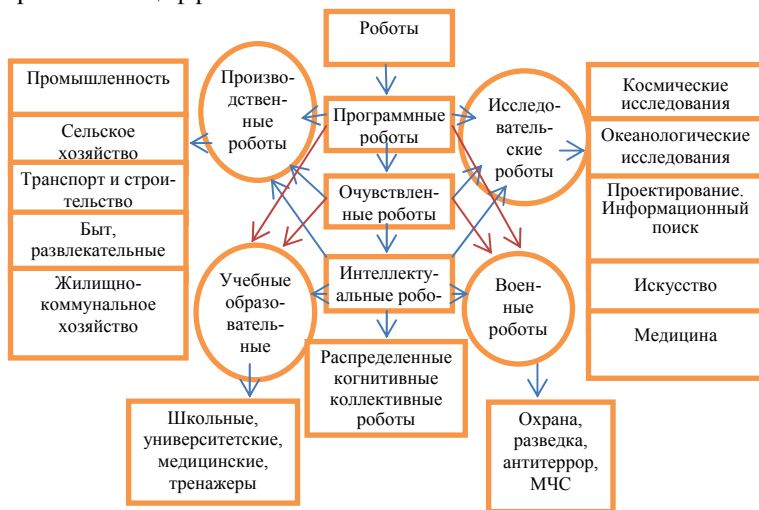 Роботы
Промышленность
Сельское
хозяйство
Транспорт и строи-
тельство
Быт,
развлекательные
Жилищно-
коммунальное
хозяйство
Произво-
дствен-
ные
роботы
Программные
роботы
Очувствлен-
ные роботы
Интеллекту-
альные робо-
Распределенные
когнитивные
коллективные
роботы
Исследо-
ватель-
ские
роботы
Космические
исследования
Океанологические
исследования
Проектирование.
Информационный
поиск
Искусство
Медицина
Учебные
образо-
ватель-
ные
Военн-
ные
роботы
Школьные,
университетские,
медицинские,
тренажеры
Охрана,
разведка,
антитеррор,
МЧС